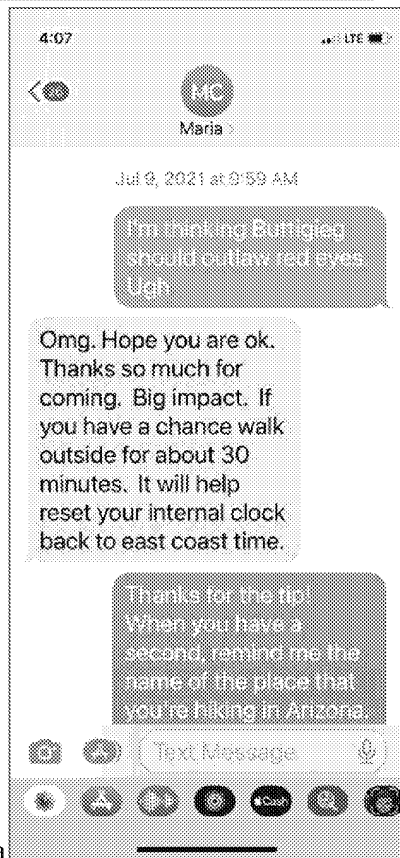 4:07
LTE
MC
Maria
Jul 9, 2021 at 9:59 AM
I'm thinking Buttigieg
should outlaw red eyes
Ugh
Omg. Hope you are ok.
Thanks so much for
coming. Big impact. If
you have a chance walk
outside for about 30
minutes. It will help
reset your internal clock
back to east coast time.
Thanks for the tip!
When you have a
second, remind me the
name of the place that
you're hiking in Arizona.
Text Message
Cash